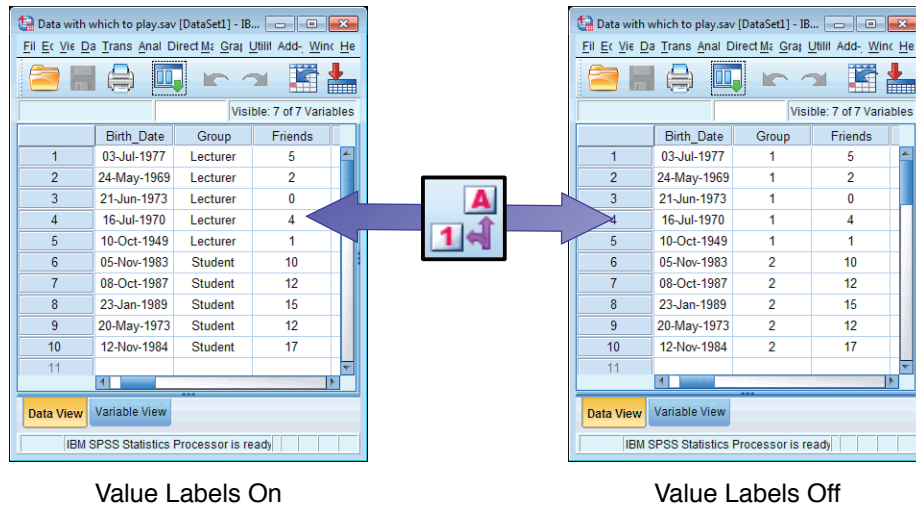 Data with which to play.sav [DataSet1] - IB...
Fil Ec Vie Da Trans Anal Direct Ma Grap Utilit Add- Winc He
Visible: 7 of 7 Variables
Birth_Date Group Friends
1 03-Jul-1977 Lecturer 5
2 24-May-1969 Lecturer 2
3 21-Jun-1973 Lecturer 0
4 16-Jul-1970 Lecturer 4
5 10-Oct-1949 Lecturer 1
6 05-Nov-1983 Student 10
7 08-Oct-1987 Student 12
8 23-Jan-1989 Student 15
9 20-May-1973 Student 12
10 12-Nov-1984 Student 17
11
Data View Variable View
IBM SPSS Statistics Processor is ready
Value Labels On
A
1
Data with which to play.sav [DataSet1] - IB...
Fil Ec Vie Da Trans Anal Direct Ma Grap Utilit Add- Winc He
Visible: 7 of 7 Variables
Birth_Date Group Friends
1 03-Jul-1977 1 5
2 24-May-1969 1 2
3 21-Jun-1973 1 0
4 16-Jul-1970 1 4
5 10-Oct-1949 1 1
6 05-Nov-1983 2 10
7 08-Oct-1987 2 12
8 23-Jan-1989 2 15
9 20-May-1973 2 12
10 12-Nov-1984 2 17
11
Data View Variable View
IBM SPSS Statistics Processor is ready
Value Labels Off